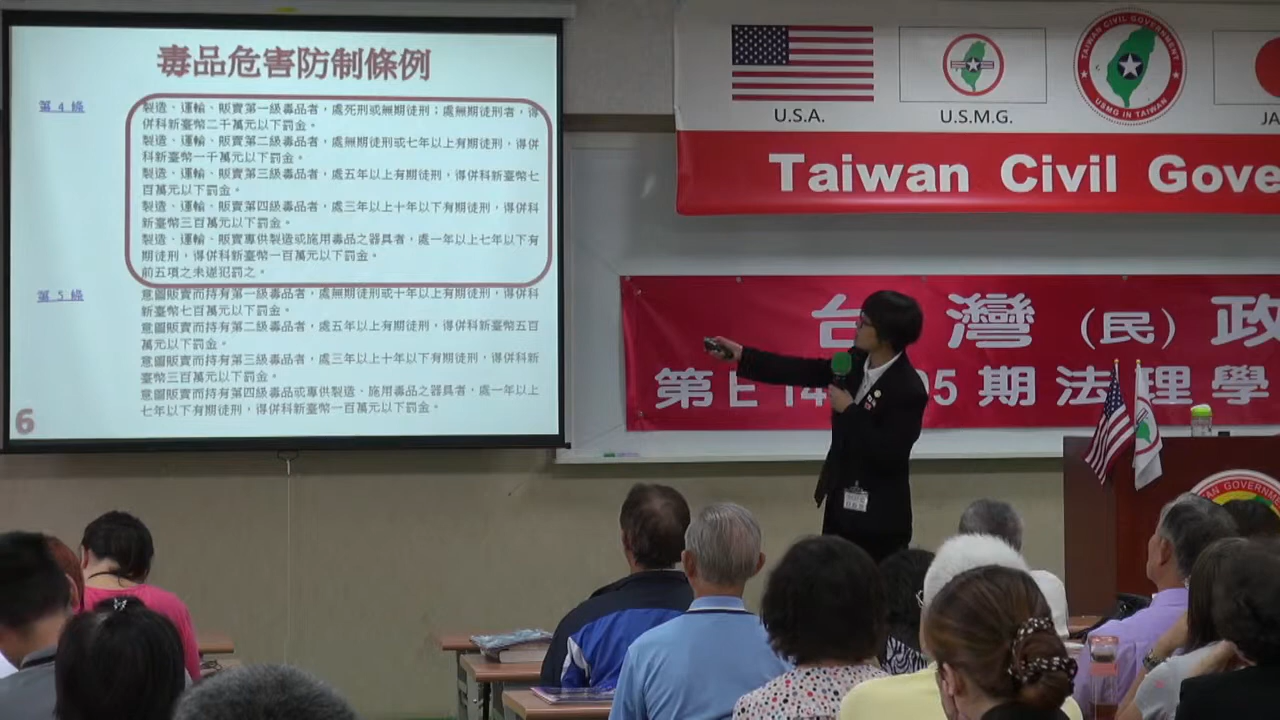 毒品危害防制條例
第 4 條
製造、運輸、販賣第一級毒品者，處死刑或無期徒刑；處無期徒刑者，得
併科新臺幣二千萬元以下罰金。
製造、運輸、販賣第二級毒品者，處無期徒刑或七年以上有期徒刑，得併
科新臺幣一千萬元以下罰金。
製造、運輸、販賣第三級毒品者，處五年以上有期徒刑，得併科新臺幣七
百萬元以下罰金。
製造、運輸、販賣第四級毒品者，處三年以上十年以下有期徒刑，得併科
新臺幣三百萬元以下罰金。
製造、運輸、販賣專供製造或施用毒品之器具者，處一年以上七年以下有
期徒刑，得併科新臺幣一百萬元以下罰金。
前五項之未遂犯罰之。
第 5 條
意圖販賣而持有第一級毒品者，處無期徒刑或十年以上有期徒刑，得併科
新臺幣七百萬元以下罰金。
意圖販賣而持有第二級毒品者，處五年以上有期徒刑，得併科新臺幣五百
萬元以下罰金。
意圖販賣而持有第三級毒品者，處三年以上十年以下有期徒刑，得併科新
臺幣三百萬元以下罰金。
意圖販賣而持有第四級毒品或專供製造、施用毒品之器具者，處一年以上
七年以下有期徒刑，得併科新臺幣一百萬元以下罰金。
6
U.S.A.
U.S.M.G.
TAIWAN CIVIL GOVERNMENT
USMG IN TAIWAN
JA
Taiwan Civil Gove
台灣(民)政
第E14 05期法理學